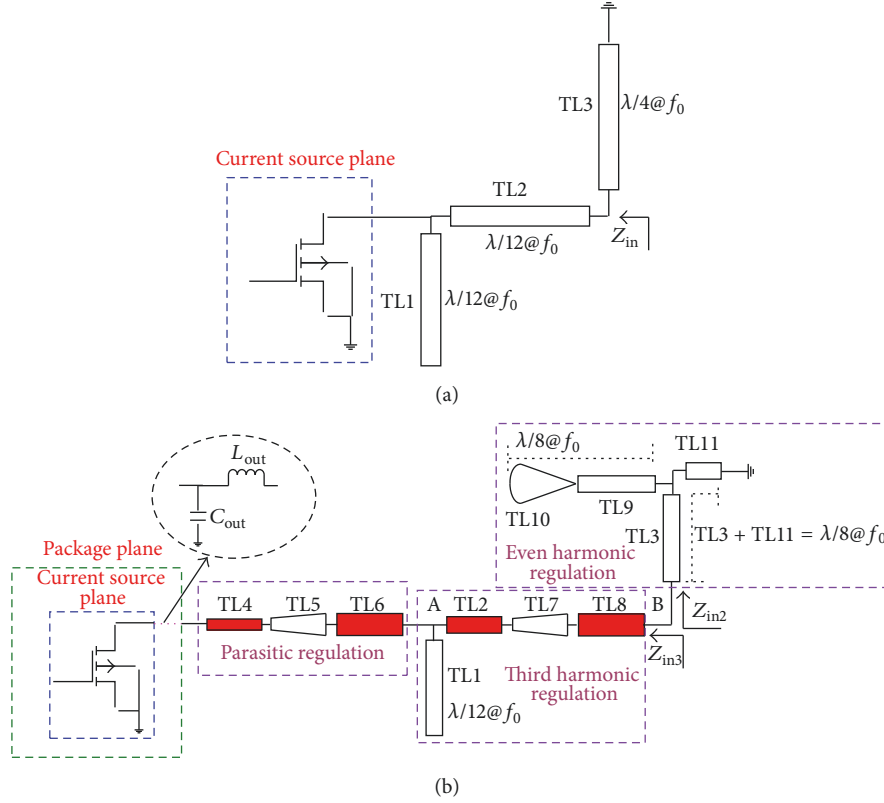 TL3
λ/4@f0
Current source plane
TL2
λ/12@f0
Zin
TL1
λ/12@f0
(a)
Lout
Cout
Package plane
Current source
plane
λ/8@f0
TL11
TL10
TL9
TL3
TL3 + TL11 = λ/8@f0
Even harmonic
regulation
TL4
TL5
TL6
A
TL2
TL7
TL8
B
Zin2
Zin3
Parasitic regulation
TL1
λ/12@f0
Third harmonic
regulation
(b)